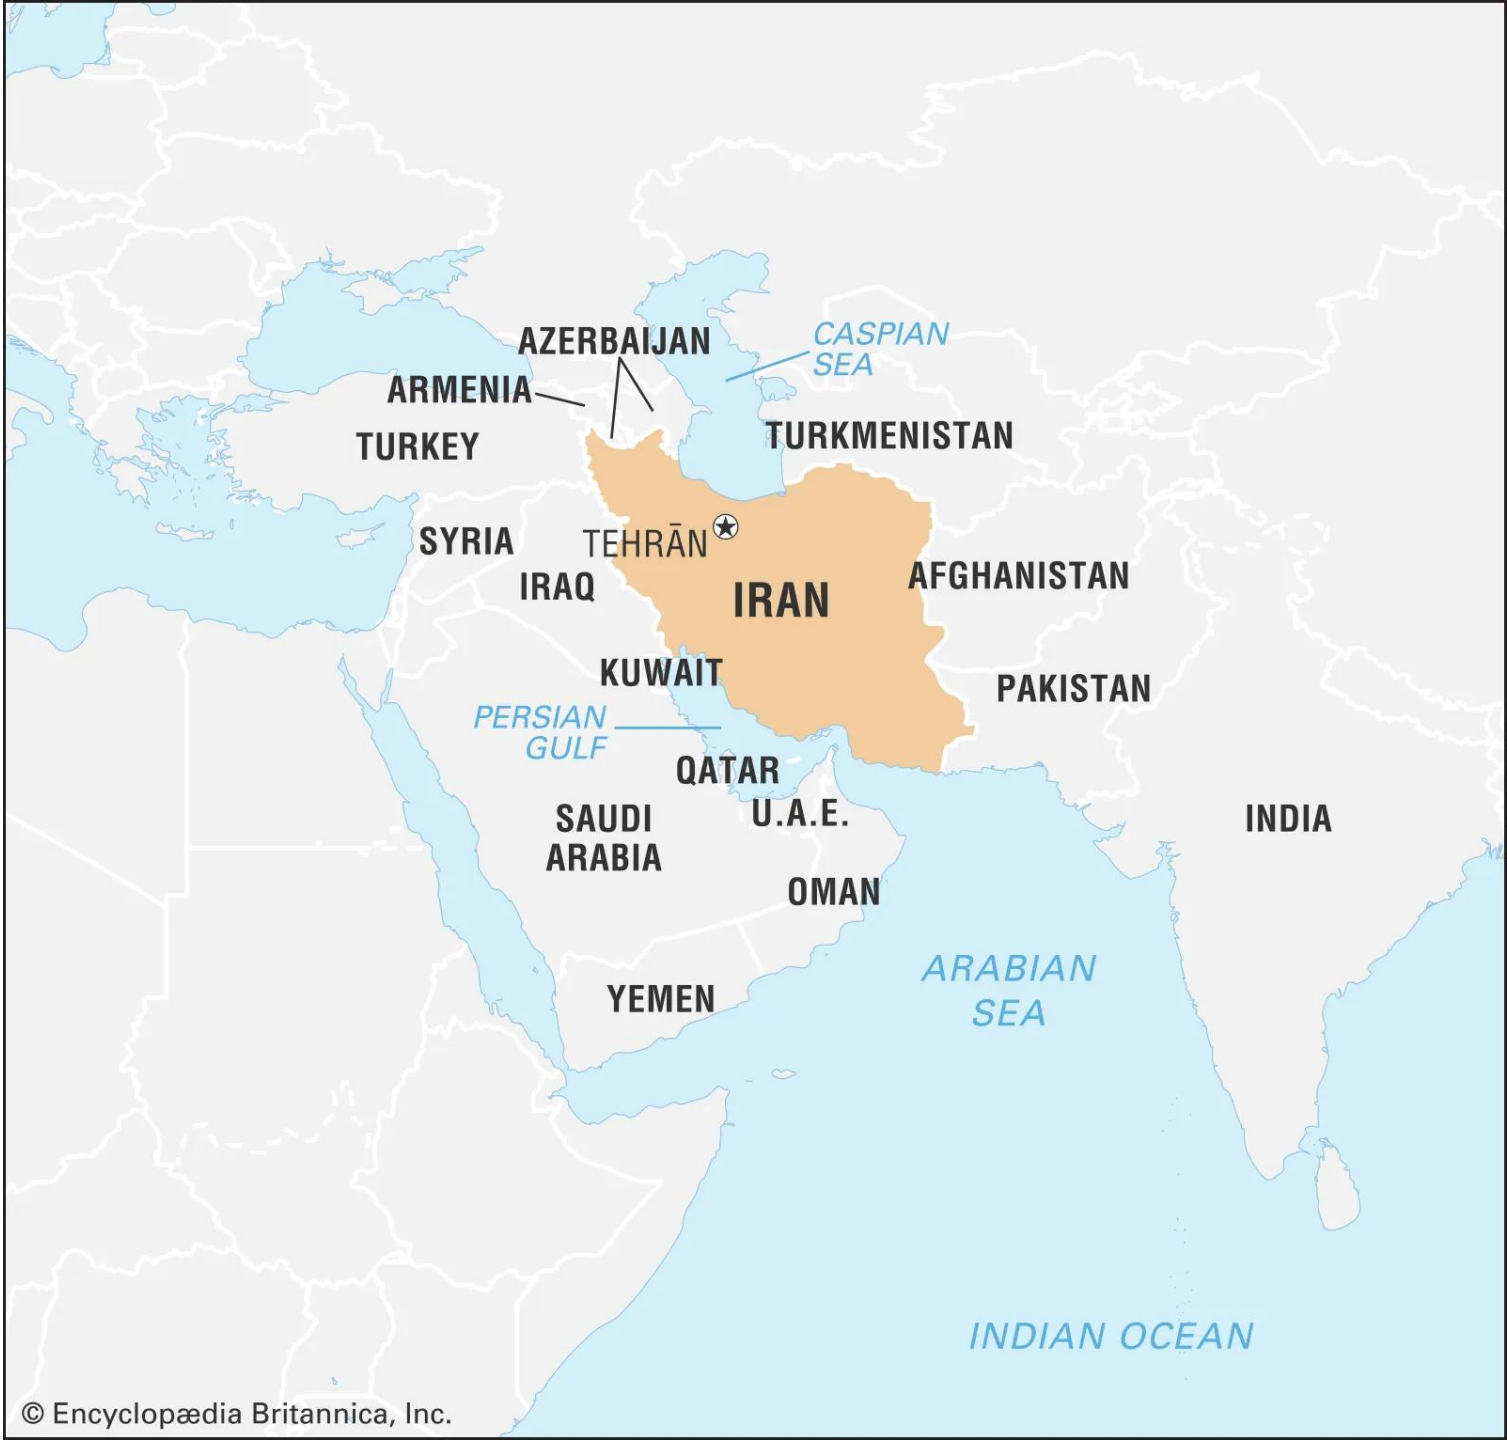 AZERBAIJAN
CASPIAN
SEA
ARMENIA
TURKEY
TURKMENISTAN
SYRIA
TEHRĀN
IRAQ
IRAN
AFGHANISTAN
KUWAIT
PAKISTAN
PERSIAN
GULF
QATAR
U.A.E.
SAUDI
ARABIA
INDIA
OMAN
ARABIAN
SEA
YEMEN
INDIAN OCEAN
© Encyclopædia Britannica, Inc.